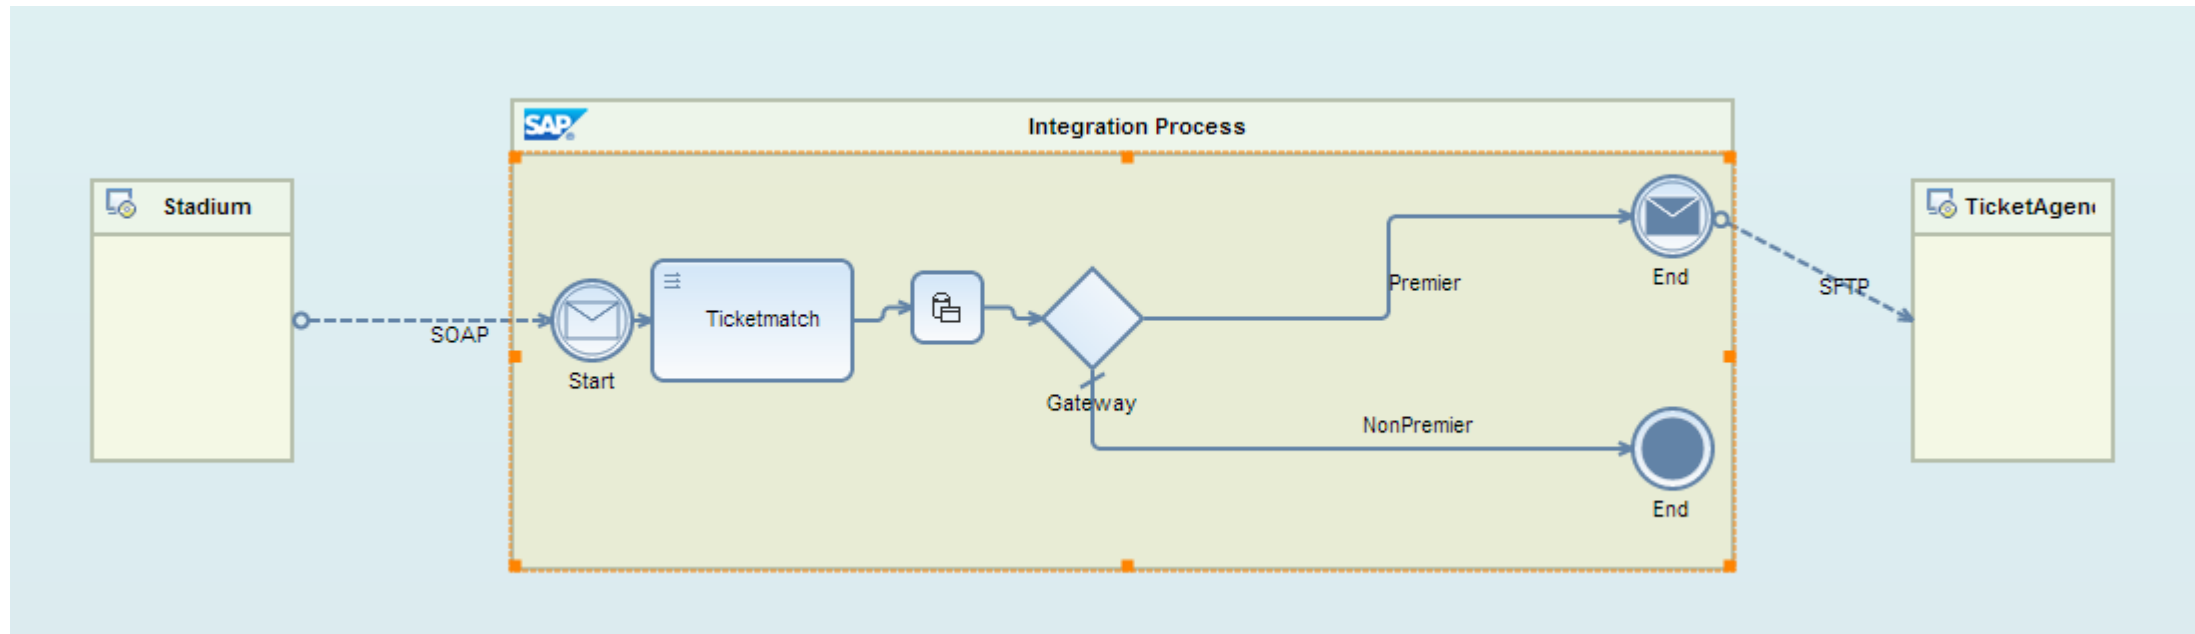 SAP
Integration Process
Stadium
TicketAgen
SOAP
Start
Ticketmatch
Gateway
Premier
NonPremier
End
End
SFTP